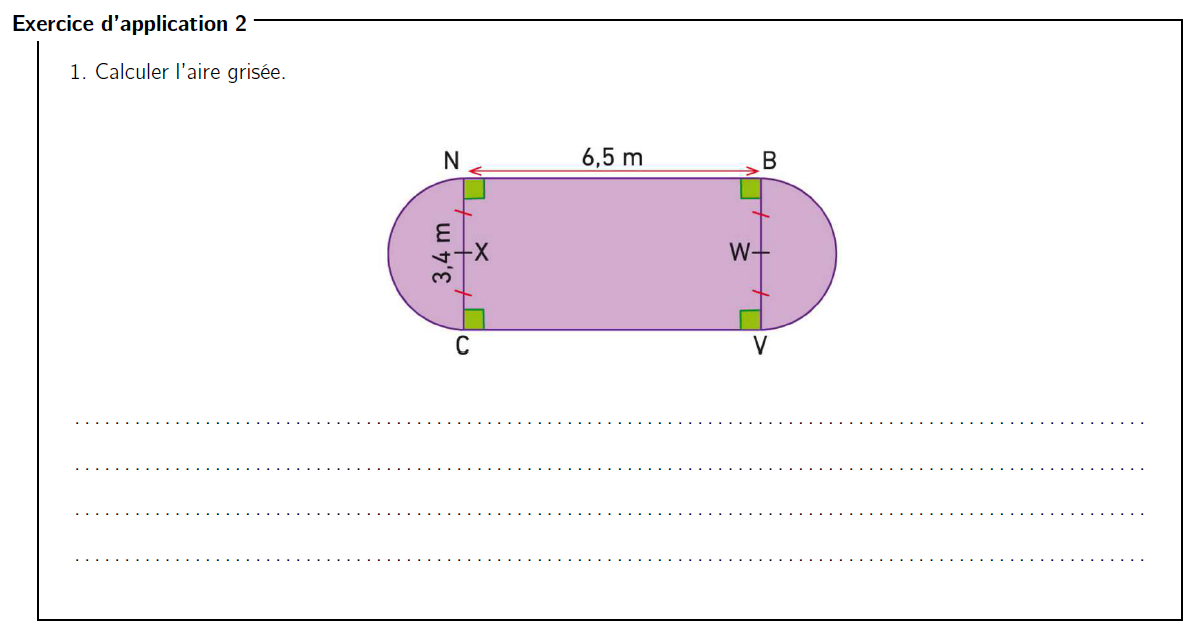 Exercice d'application 2
1. Calculer l'aire grisée.
N 6,5 m B
3,4 m X W
C V